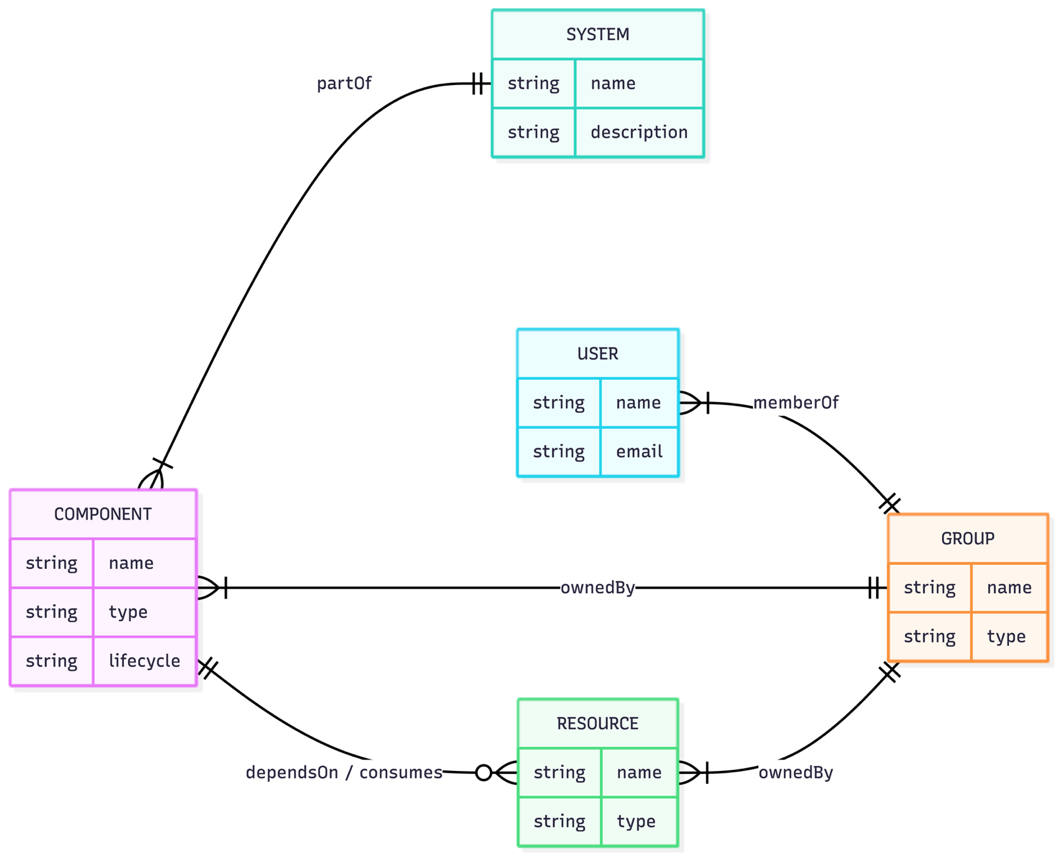 SYSTEM
partOf
string name
string description
USER
string name
memberOf
string email
COMPONENT
GROUP
string name
ownedBy
string name
string type
string type
string lifecycle
RESOURCE
dependsOn / consumes
string name
ownedBy
string type